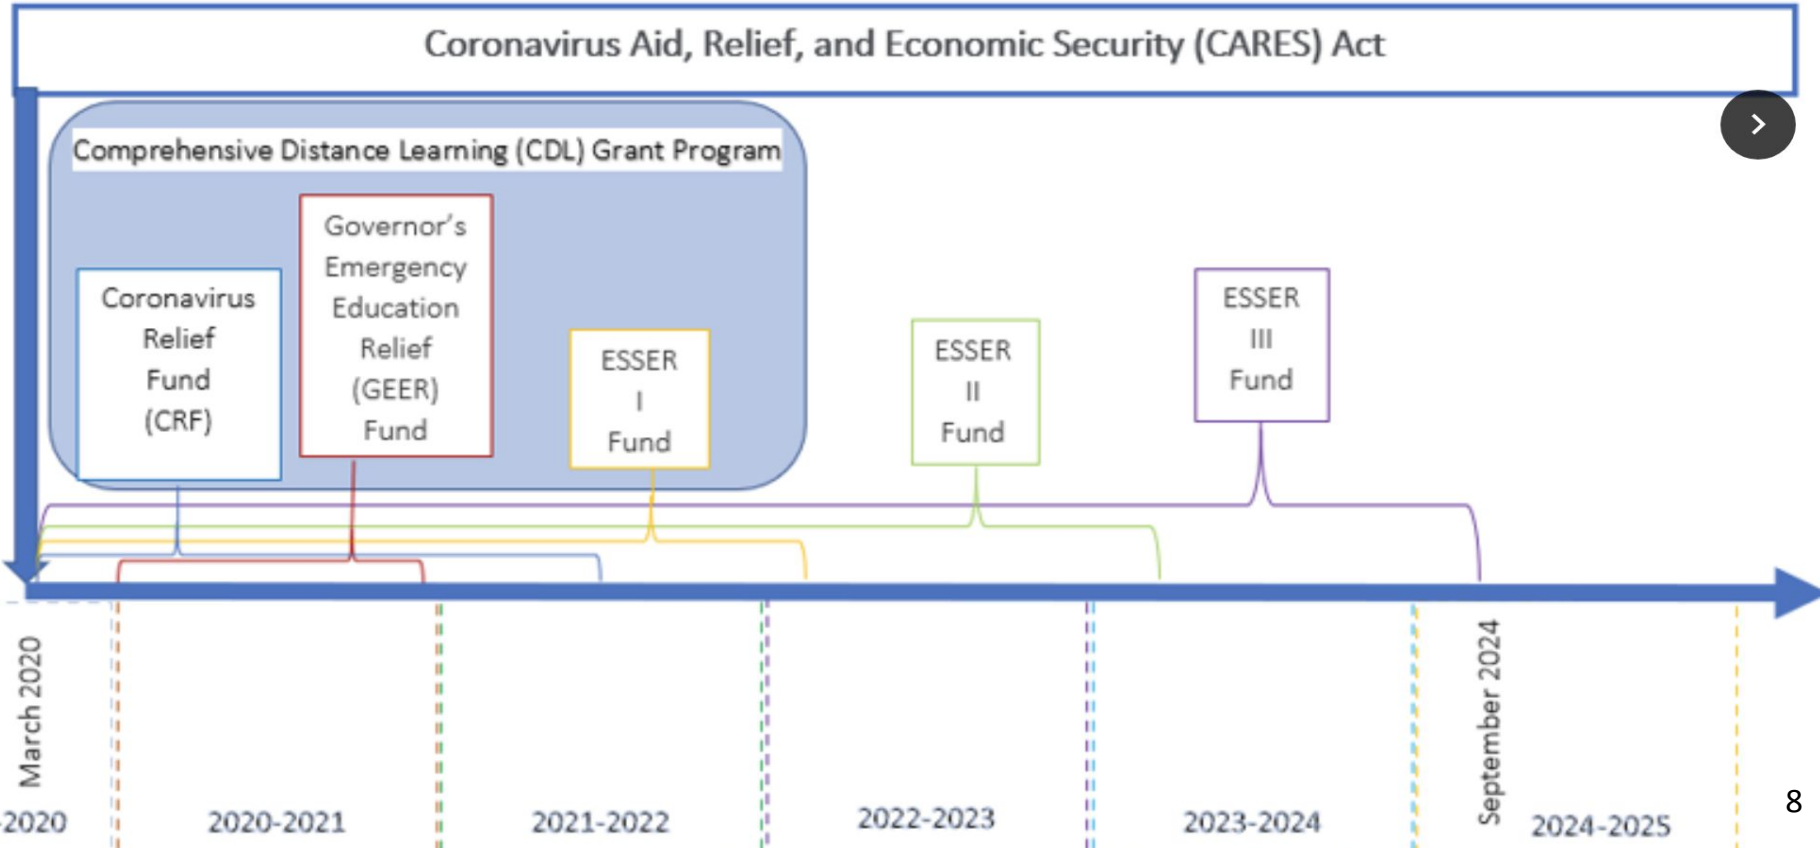 Coronavirus Aid, Relief, and Economic Security (CARES) Act
Comprehensive Distance Learning (CDL) Grant Program
Coronavirus
Relief
Fund
(CRF)
Governor’s
Emergency
Education
Relief
(GEER)
Fund
ESSER
I
Fund
ESSER
II
Fund
ESSER
III
Fund
March 2020
September 2024
-2020
2020-2021
2021-2022
2022-2023
2023-2024
2024-2025
8